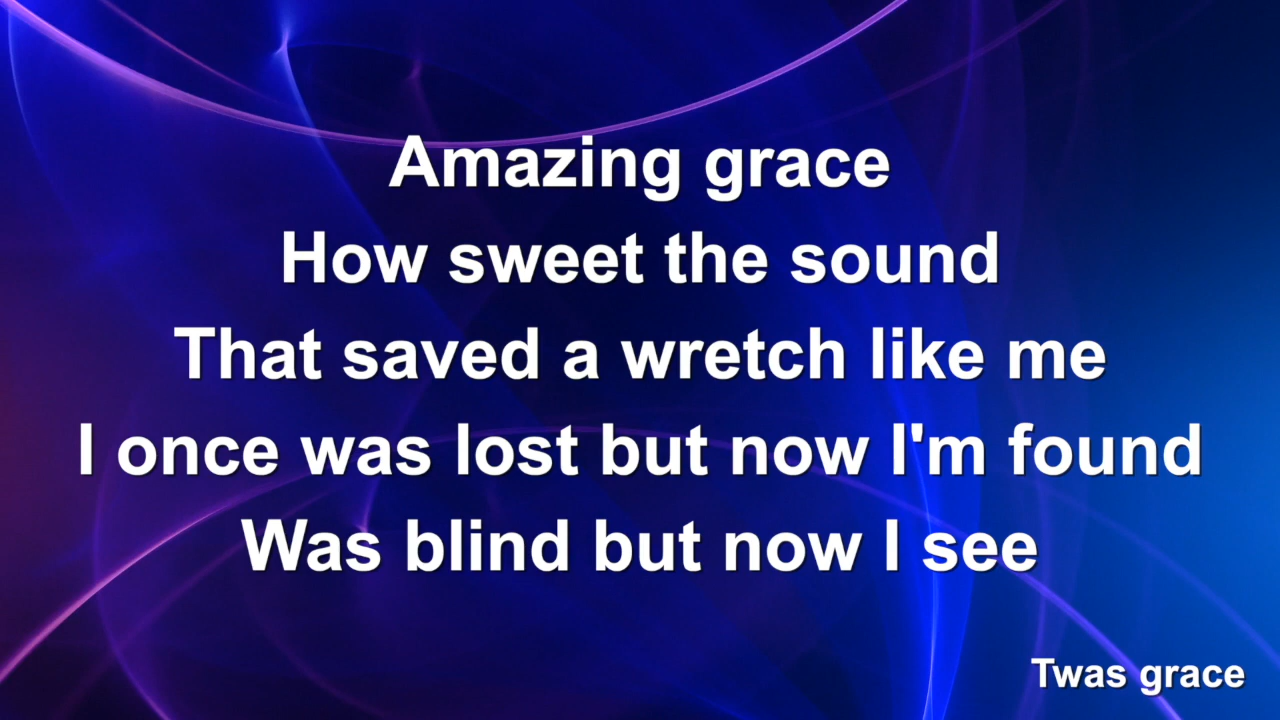 Amazing grace
How sweet the sound
That saved a wretch like me
I once was lost but now I'm found
Was blind but now I see
Twas grace